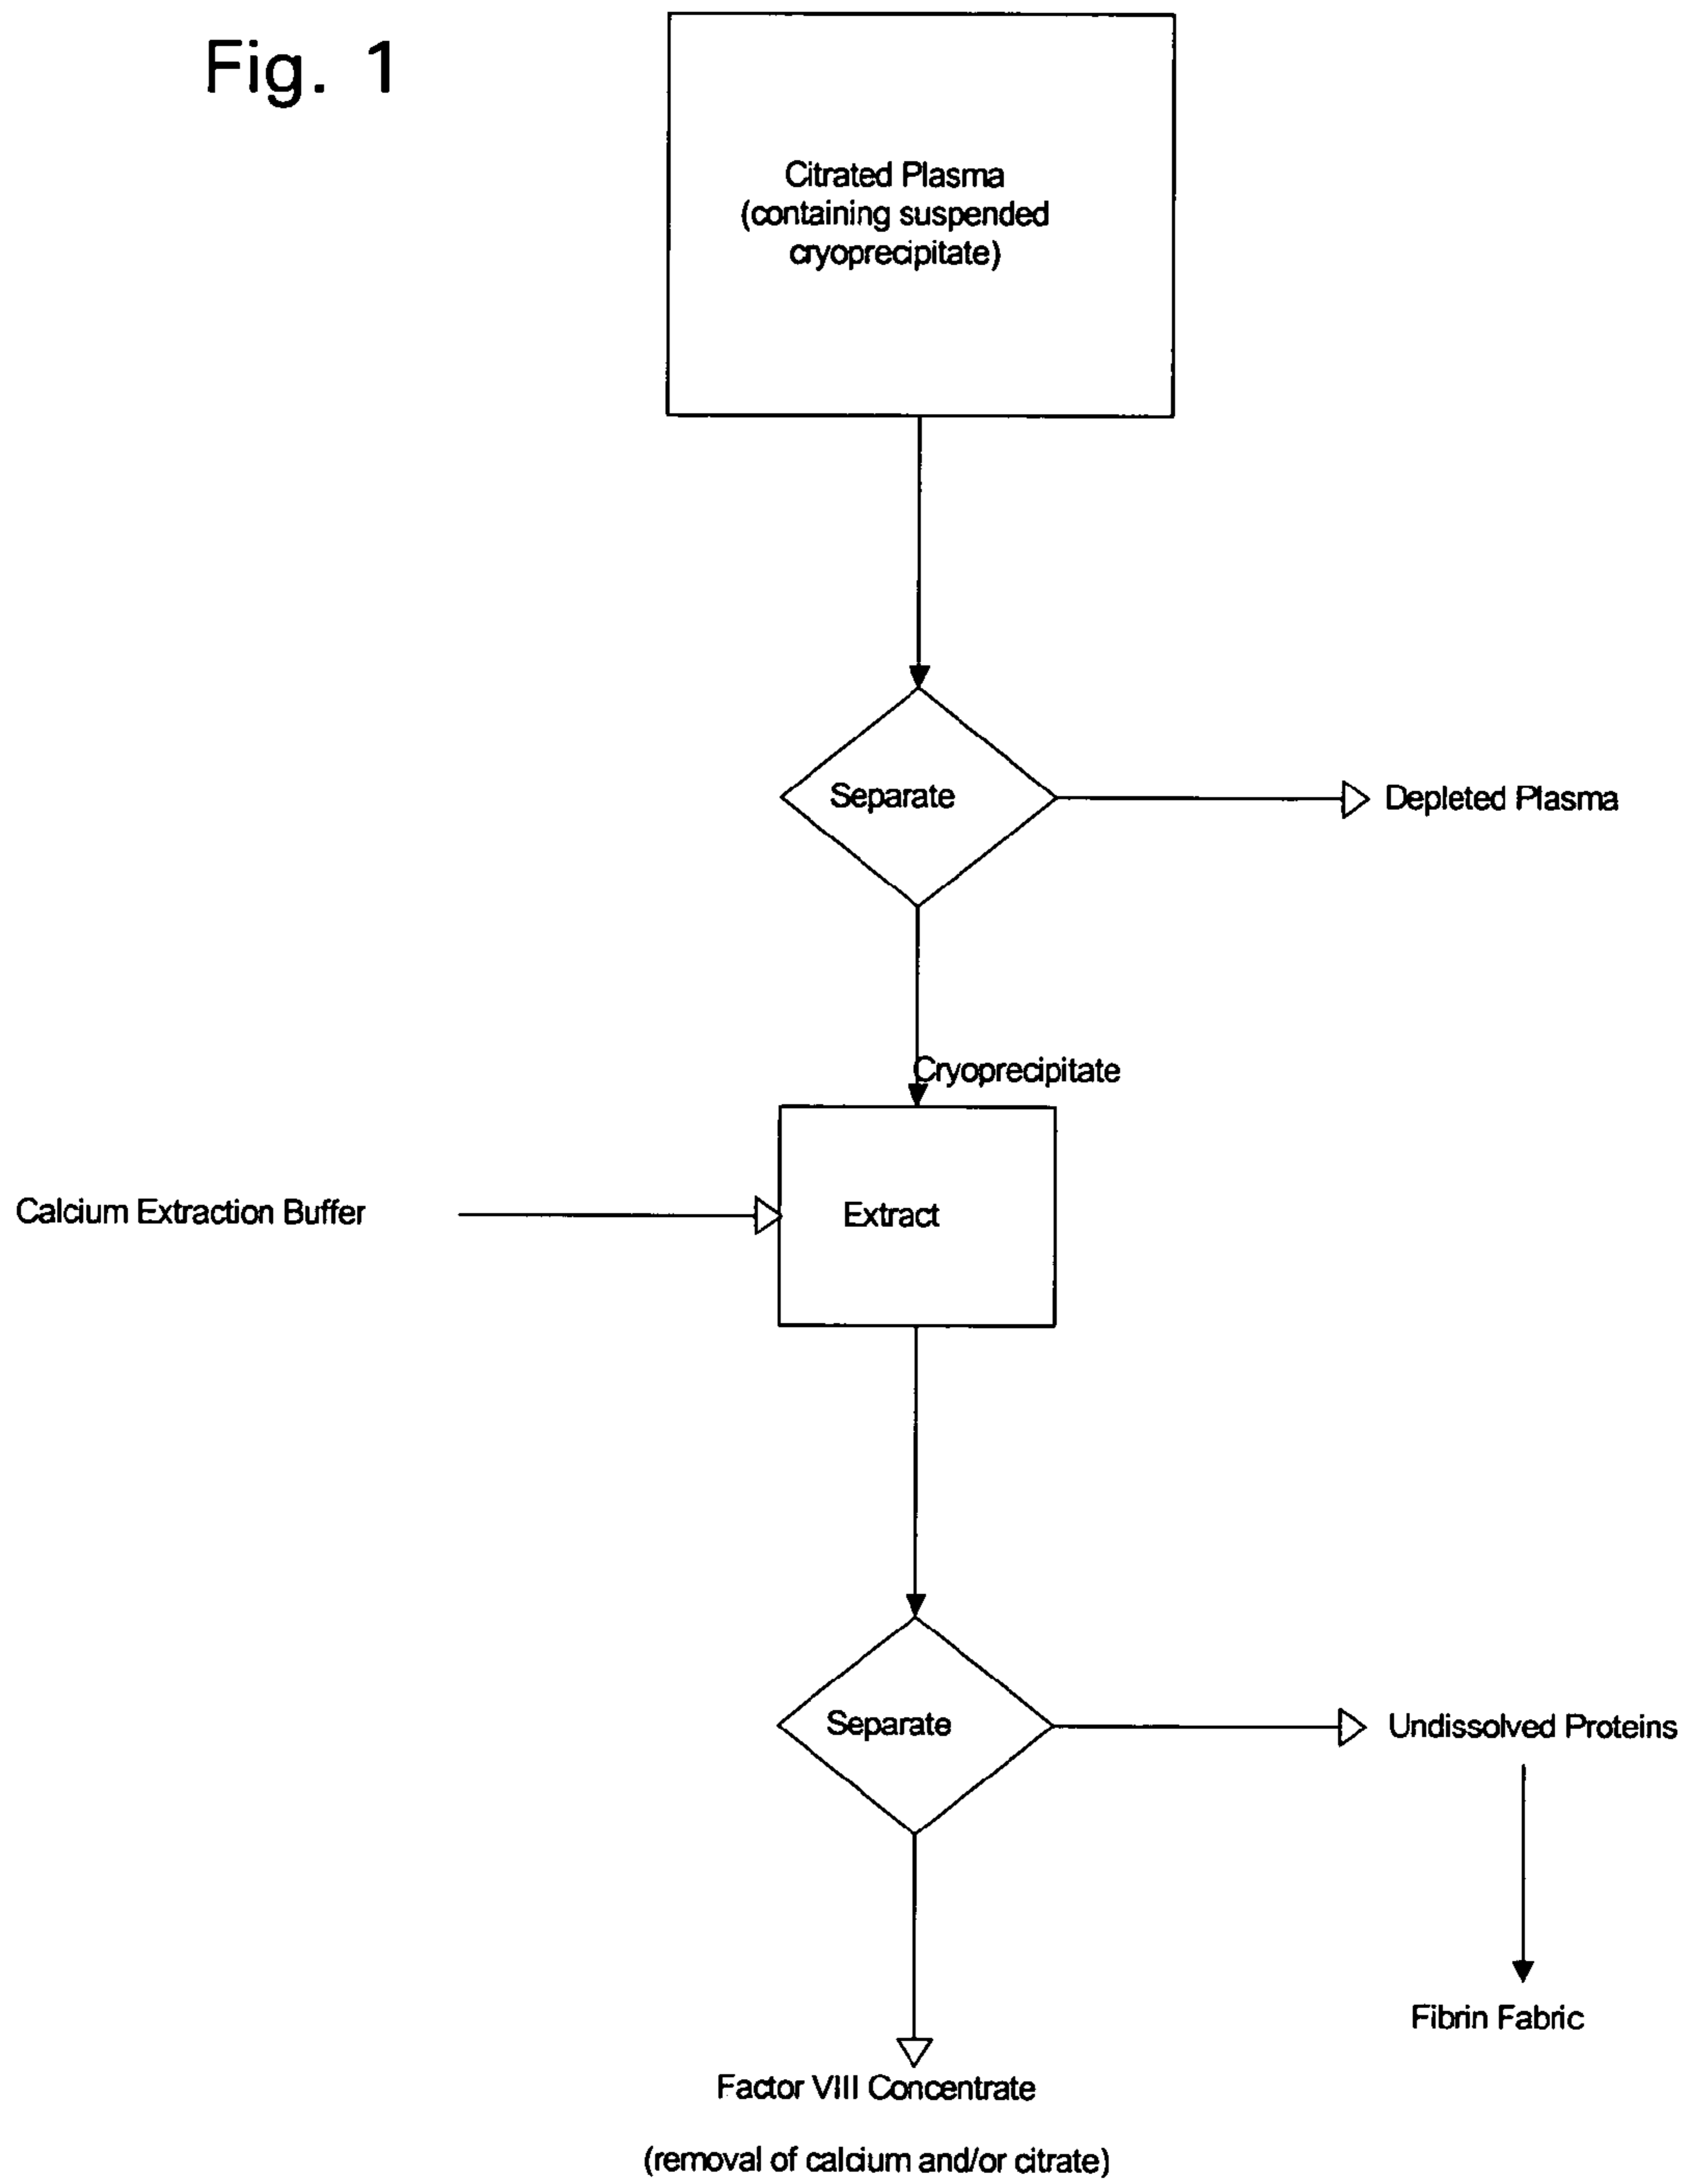 Fig. 1
Citrated Plasma
(containing suspended
cryoprecipitate)
Separate
Depleted Plasma
Cryoprecipitate
Calcium Extraction Buffer
Extract
Separate
Undissolved Proteins
Fibrin Fabric
Factor VIII Concentrate
(removal of calcium and/or citrate)